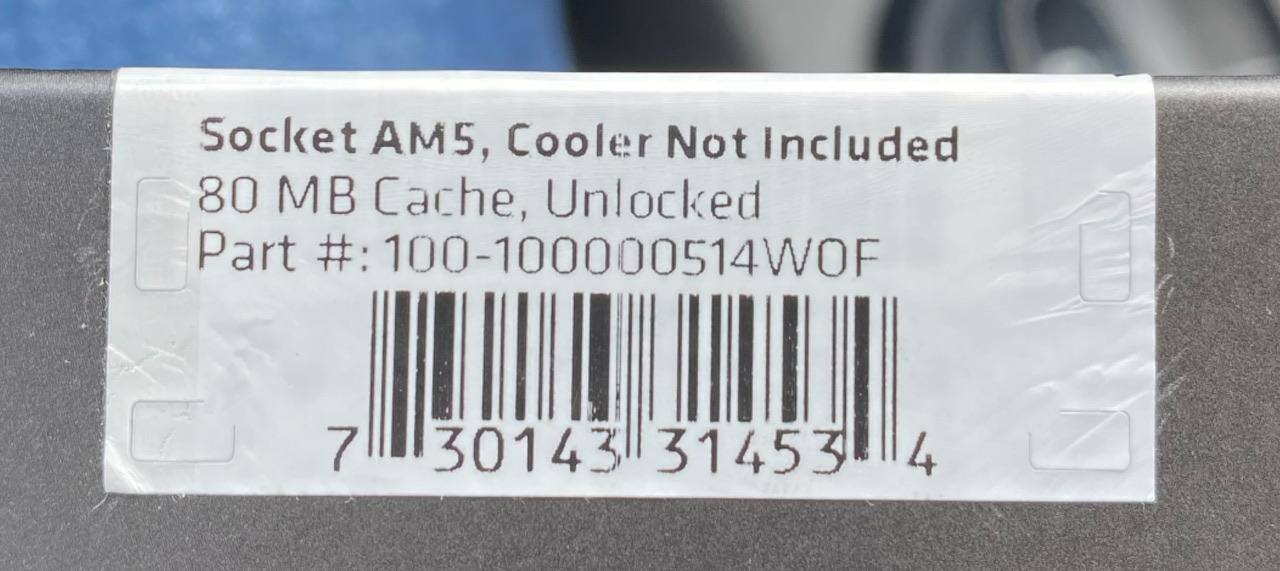 Socket AM5, Cooler Not Included
80 MB Cache, Unlocked
Part #: 100-100000514WOF
7 30143 31453 4